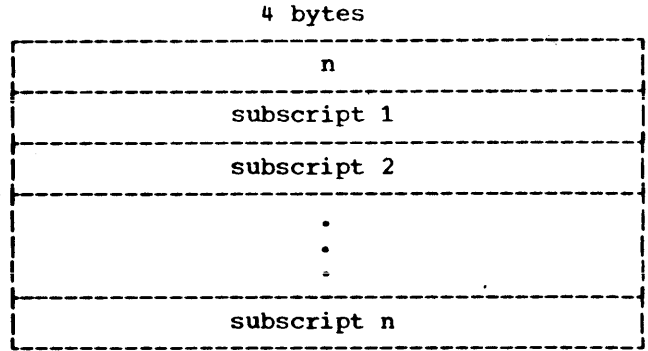 4 bytes
n
subscript 1
subscript 2
.
.
.
subscript n